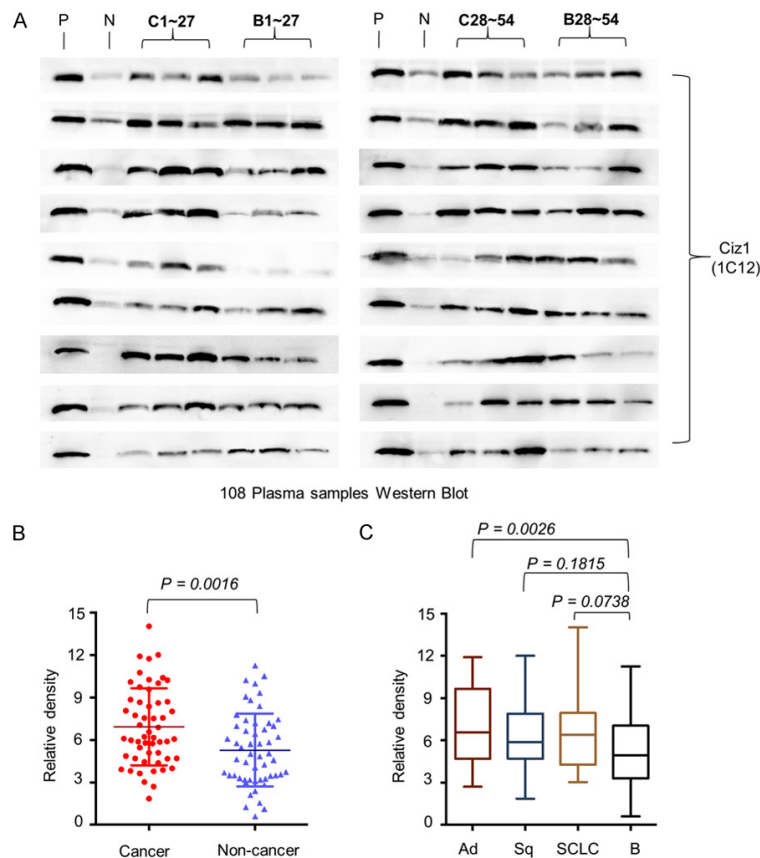 A
P N C1~27 B1~27 P N C28~54 B28~54
Ciz1
(1C12)
108 Plasma samples Western Blot
B
P = 0.0016
Relative density
15
12
9
6
3
0
Cancer Non-cancer
C
P = 0.0026
P = 0.1815
P = 0.0738
Relative density
15
12
9
6
3
0
Ad Sq SCLC B